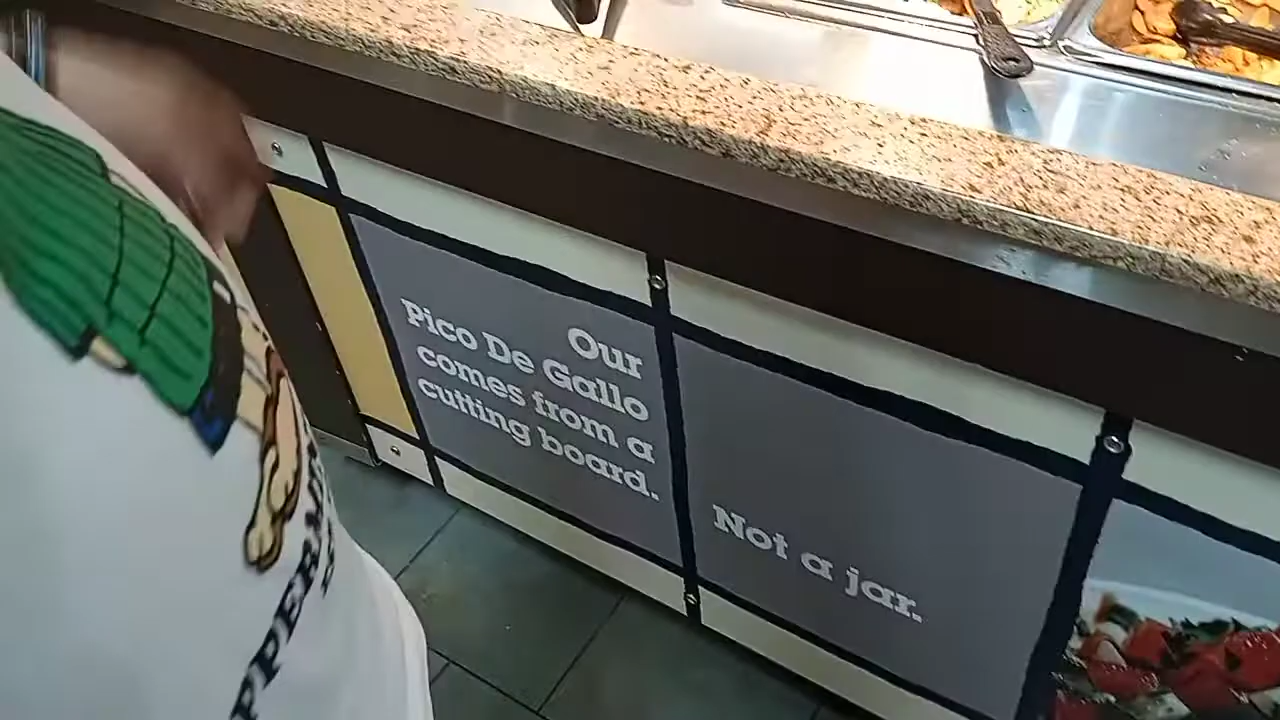 Our
Pico De Gallo
comes from a
cutting board.
Not a jar.